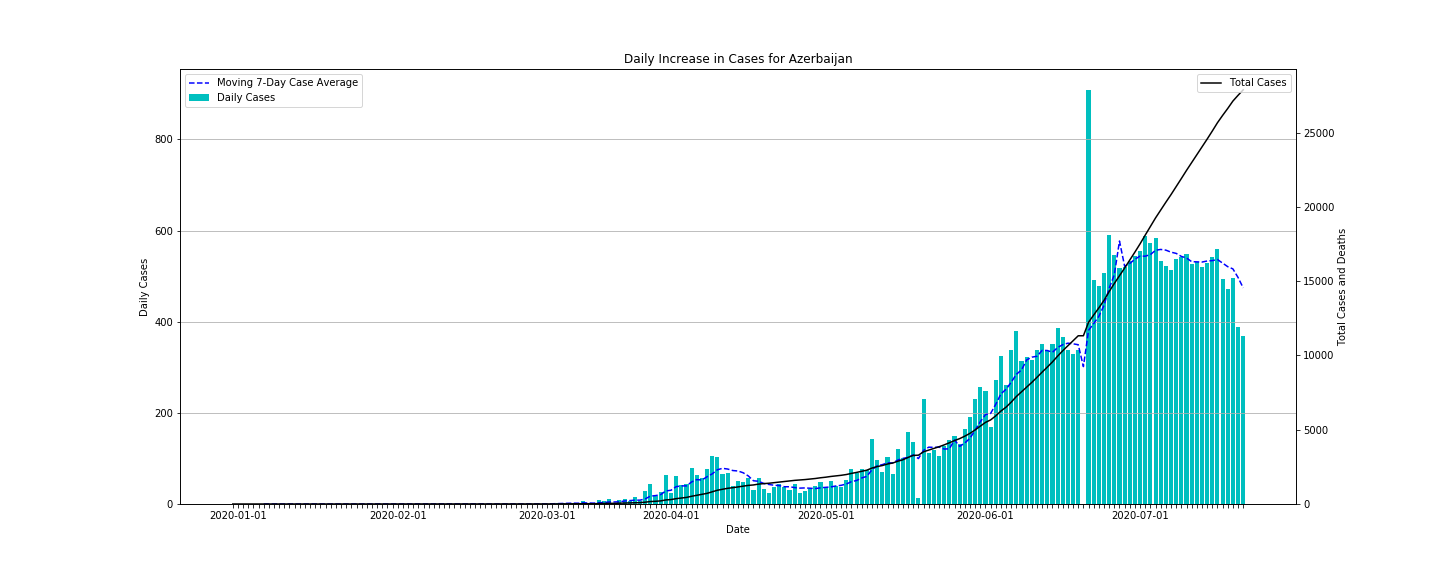 Daily Increase in Cases for Azerbaijan
Moving 7-Day Case Average
Daily Cases
Total Cases
800
600
400
200
0
Daily Cases
25000
20000
15000
10000
5000
0
Total Cases and Deaths
2020-01-01 2020-02-01 2020-03-01 2020-04-01 2020-05-01 2020-06-01 2020-07-01
Date